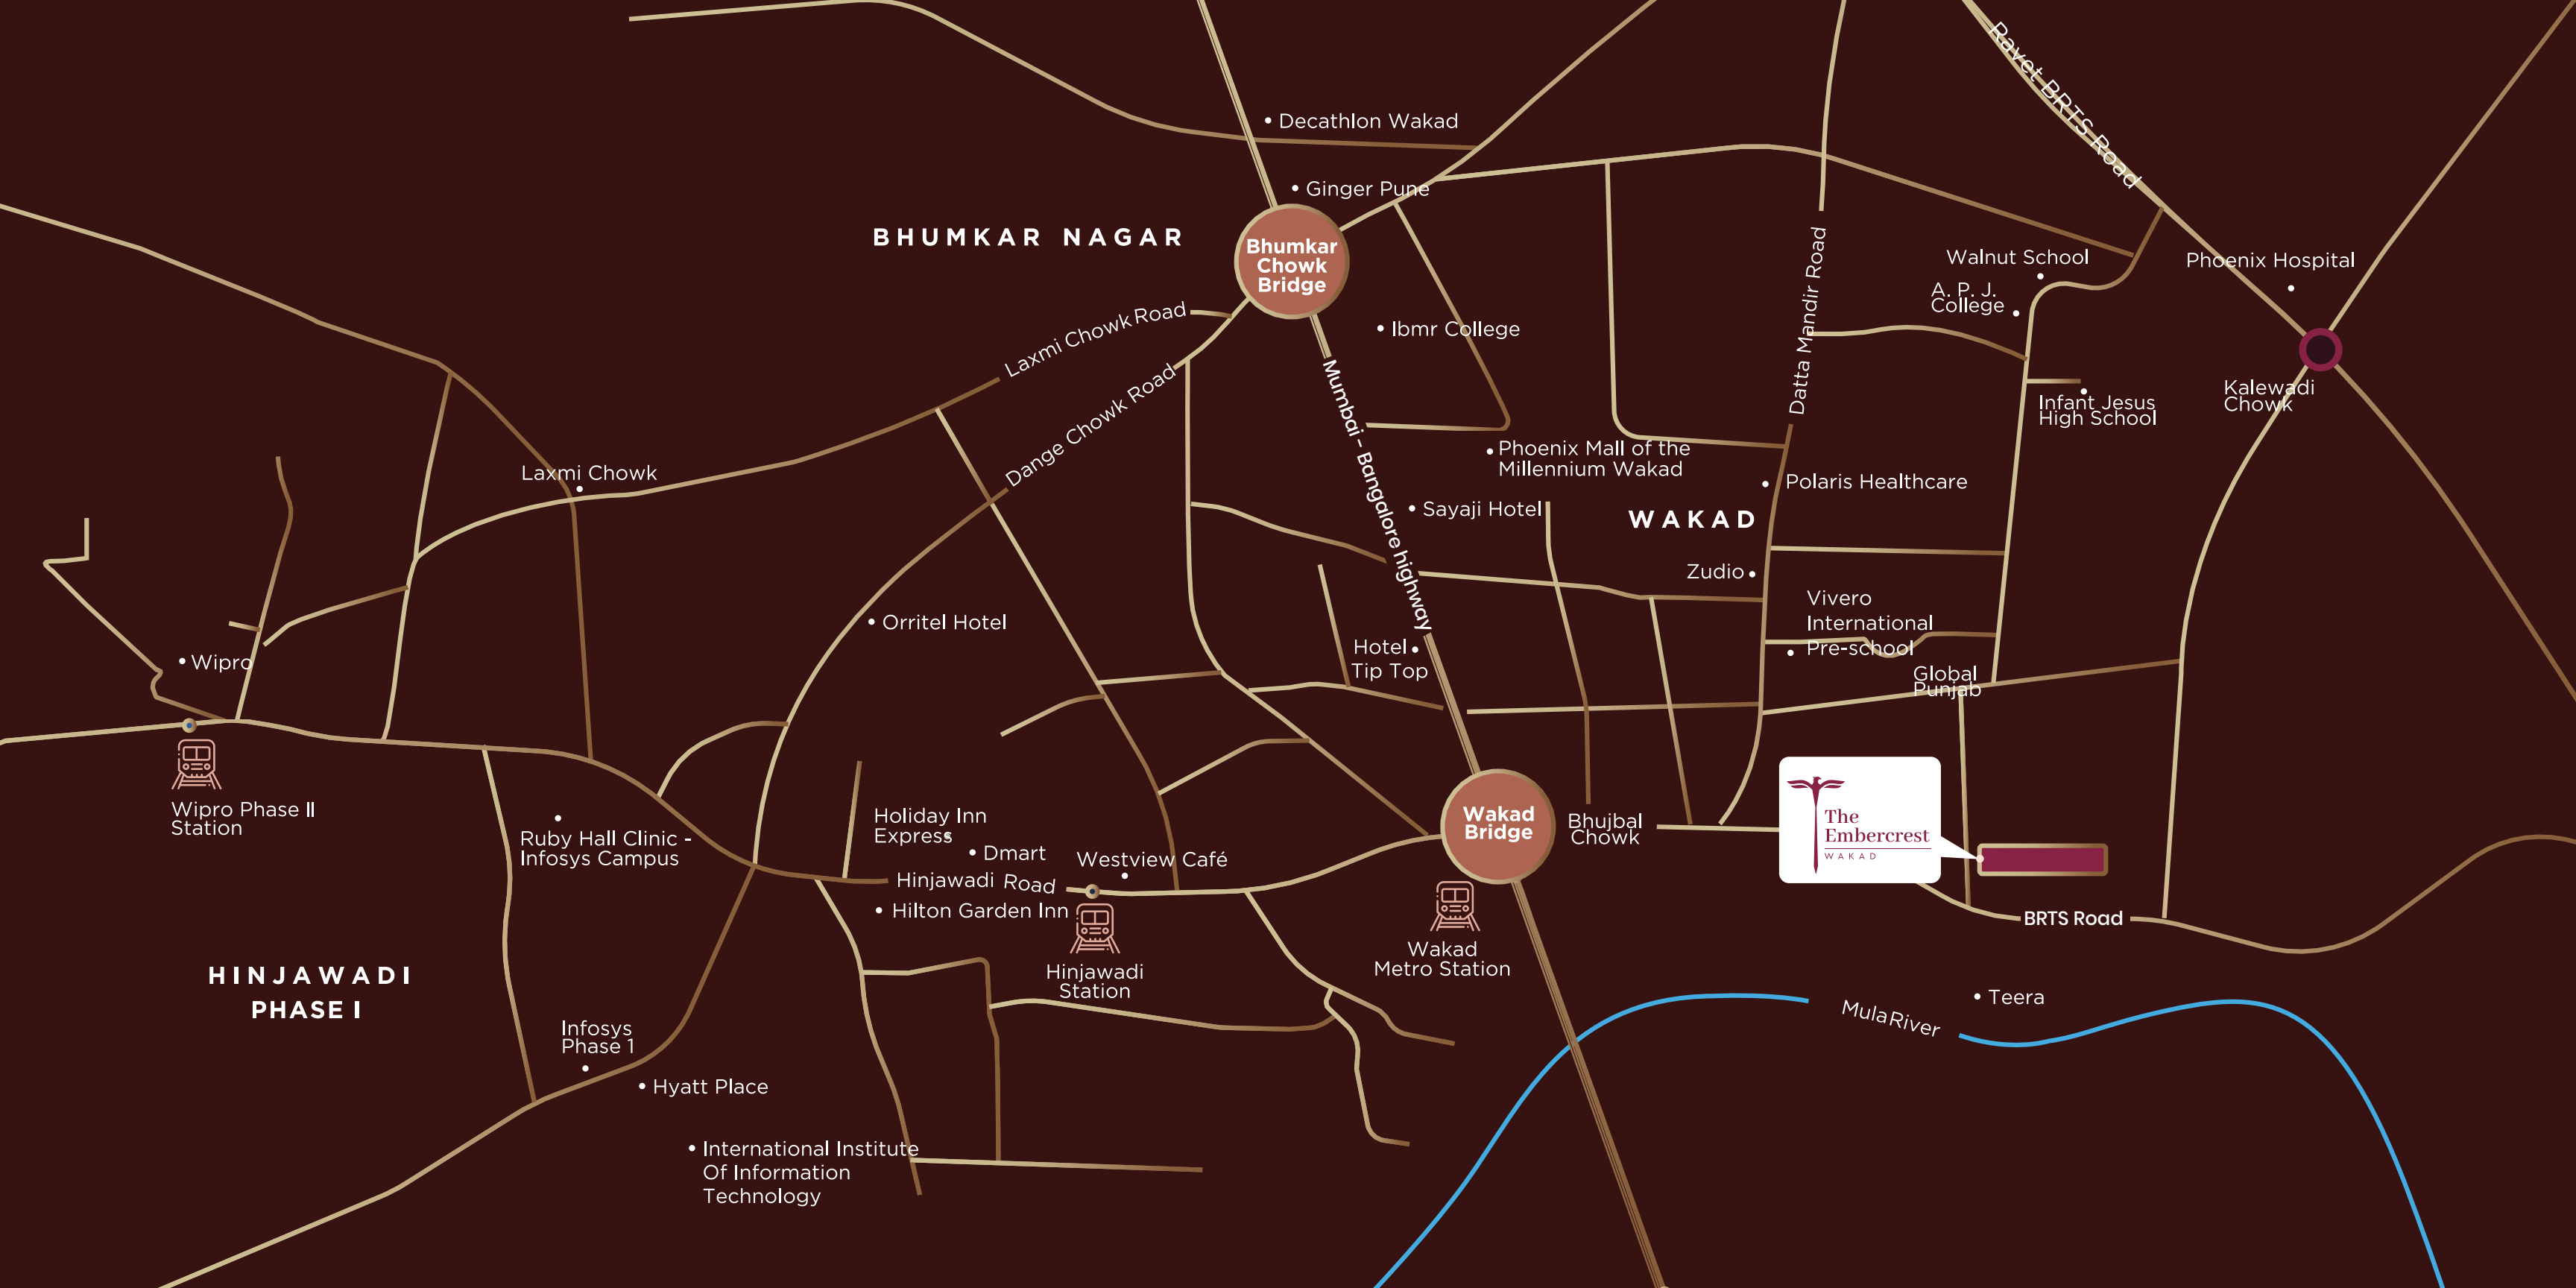 Ravet BRTS Road
Decathlon Wakad
Ginger Pune
BHUMKAR NAGAR
Bhumkar
Chowk
Bridge
Walnut School
Phoenix Hospital
A. P. J.
College
Datta Mandir Road
Laxmi Chowk Road
Ibmr College
Dange Chowk Road
Mumbai - Bangalore highway
Kalewadi
Chowk
Infant Jesus
High School
Laxmi Chowk
Phoenix Mall of the
Millennium Wakad
Polaris Healthcare
Sayaji Hotel
WAKAD
Zudio
Vivero
International
Pre-school
Orritel Hotel
Hotel
Tip Top
Wipro
Global
Punjab
Wipro Phase II
Station
Ruby Hall Clinic -
Infosys Campus
Holiday Inn
Express
Dmart
Westview Café
Wakad
Bridge
Bhujbal
Chowk
The
Embercrest
WAKAD
Hinjawadi Road
Hilton Garden Inn
BRTS Road
Wakad
Metro Station
Hinjawadi
Station
HINJAWADI
PHASE I
Mula River
Teera
Infosys
Phase 1
Hyatt Place
International Institute
Of Information
Technology